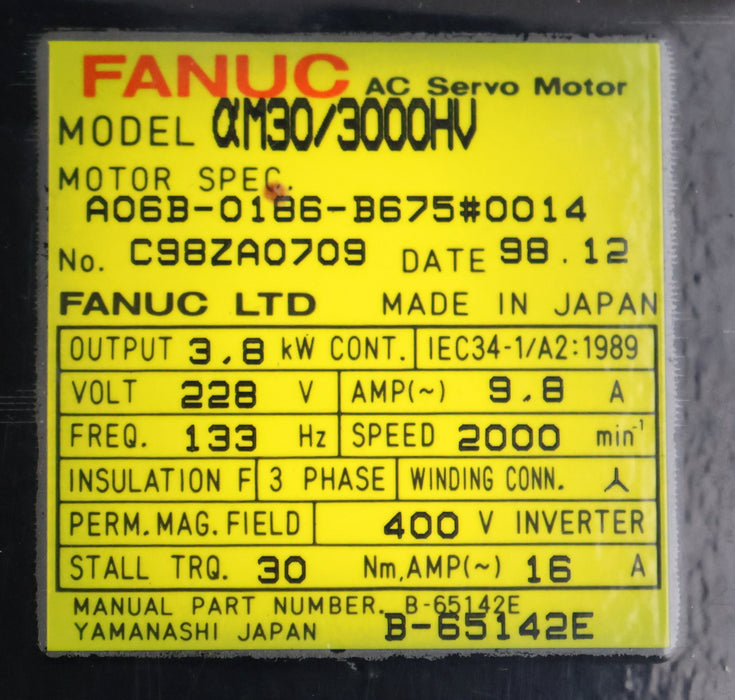 FANUC AC Servo Motor
MODEL αM30/3000HV
MOTOR SPEC.
A06B-0186-B675#0014
No. C98ZA0709 DATE 98.12
FANUC LTD MADE IN JAPAN
OUTPUT 3.8 kW CONT. IEC34-1/A2:1989
VOLT 228 V AMP(~) 9.8 A
FREQ. 133 Hz SPEED 2000 min⁻¹
INSULATION F 3 PHASE WINDING CONN. ⅄
PERM.MAG.FIELD 400 V INVERTER
STALL TRQ. 30 Nm,AMP(~) 16 A
MANUAL PART NUMBER. B-65142E
YAMANASHI JAPAN B-65142E